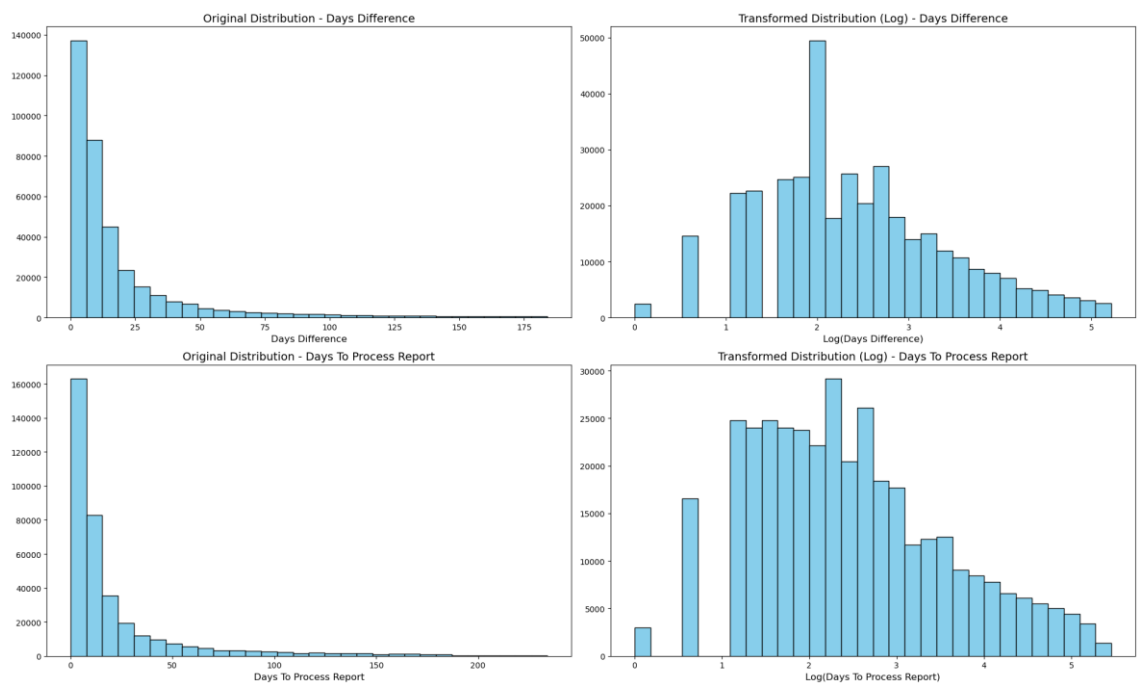 Original Distribution - Days Difference
140000
120000
100000
80000
60000
40000
20000
0
0 25 50 75 100 125 150 175
Days Difference
Transformed Distribution (Log) - Days Difference
50000
40000
30000
20000
10000
0
0 1 2 3 4 5
Log(Days Difference)
Original Distribution - Days To Process Report
160000
140000
120000
100000
80000
60000
40000
20000
0
0 50 100 150 200
Days To Process Report
Transformed Distribution (Log) - Days To Process Report
30000
25000
20000
15000
10000
5000
0
0 1 2 3 4 5
Log(Days To Process Report)